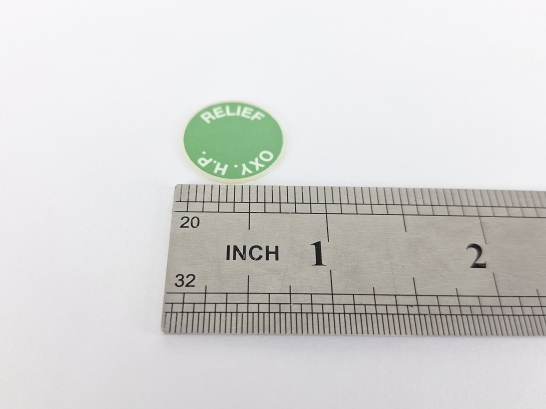 RELIEF
OXY. H.P.
20
INCH 1 2
32